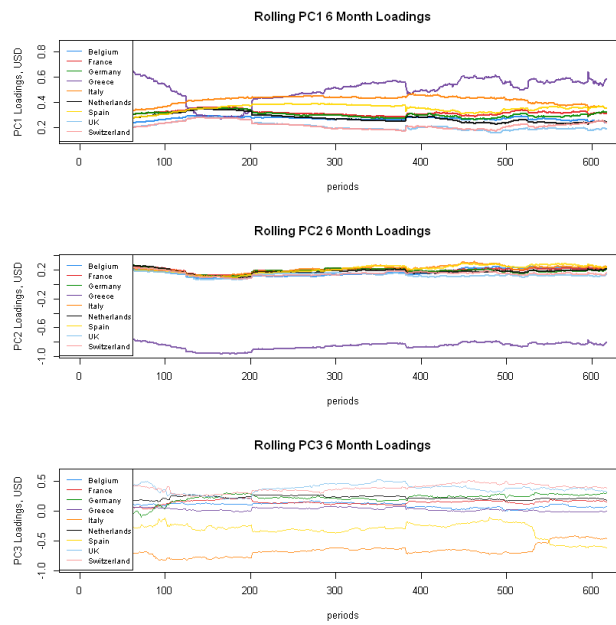 Rolling PC1 6 Month Loadings
PC1 Loadings, USD
0.2 0.4 0.6 0.8
Belgium
France
Germany
Greece
Italy
Netherlands
Spain
UK
Switzerland
0 100 200 300 400 500 600
periods
Rolling PC2 6 Month Loadings
PC2 Loadings, USD
-1.0 -0.6 -0.2 0.2
Belgium
France
Germany
Greece
Italy
Netherlands
Spain
UK
Switzerland
0 100 200 300 400 500 600
periods
Rolling PC3 6 Month Loadings
PC3 Loadings, USD
-1.0 -0.5 0.0 0.5
Belgium
France
Germany
Greece
Italy
Netherlands
Spain
UK
Switzerland
0 100 200 300 400 500 600
periods